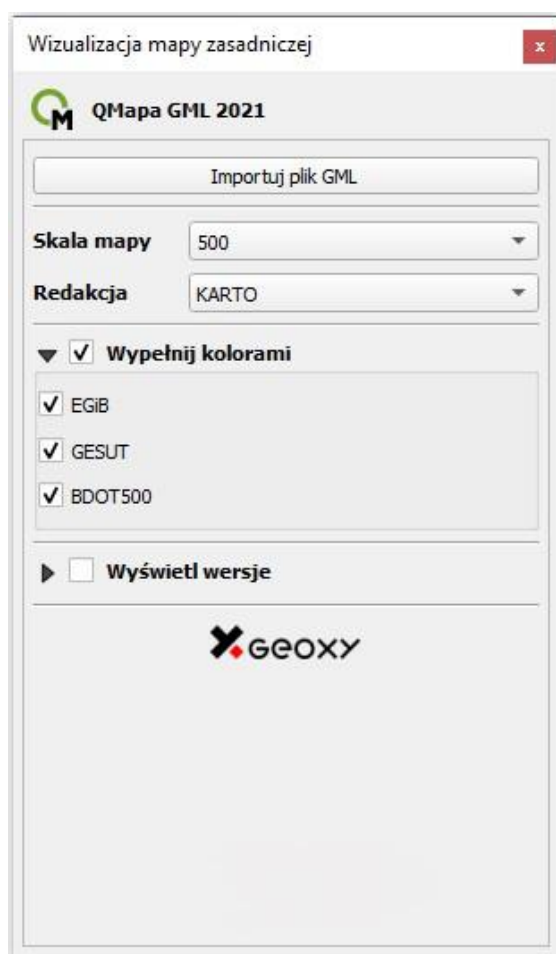 Wizualizacja mapy zasadniczej x
M QMapa GML 2021
Importuj plik GML
Skala mapy 500
Redakcja KARTO
Wypełnij kolorami
EGiB
GESUT
BDOT500
Wyświetl wersje
GEOXY